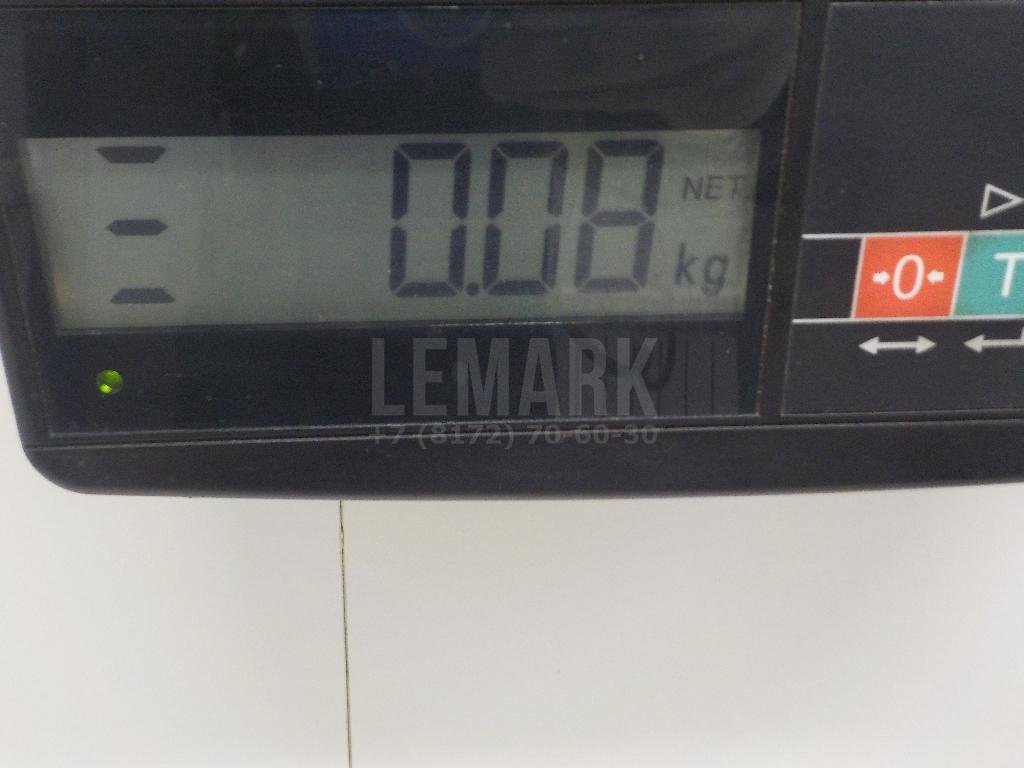 0.08
NET
kg
0
T
LEMARK
+7 (8172) 70-60-30